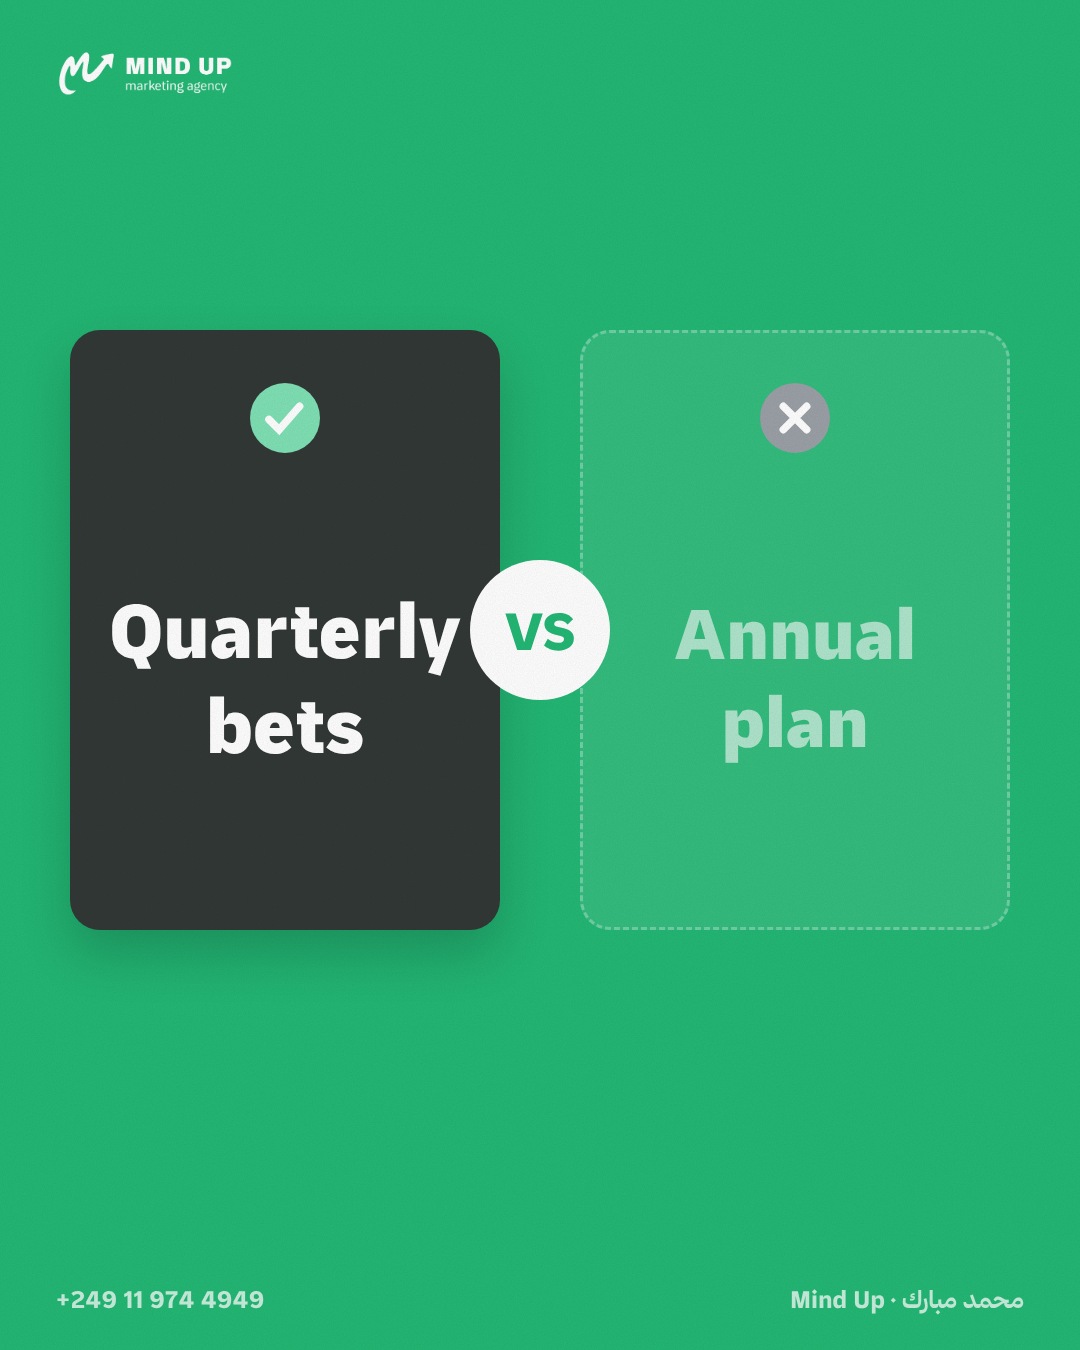 MIND UP
marketing agency
Quarterly
bets
VS
Annual
plan
+249 11 974 4949
Mind Up · محمد مبارك